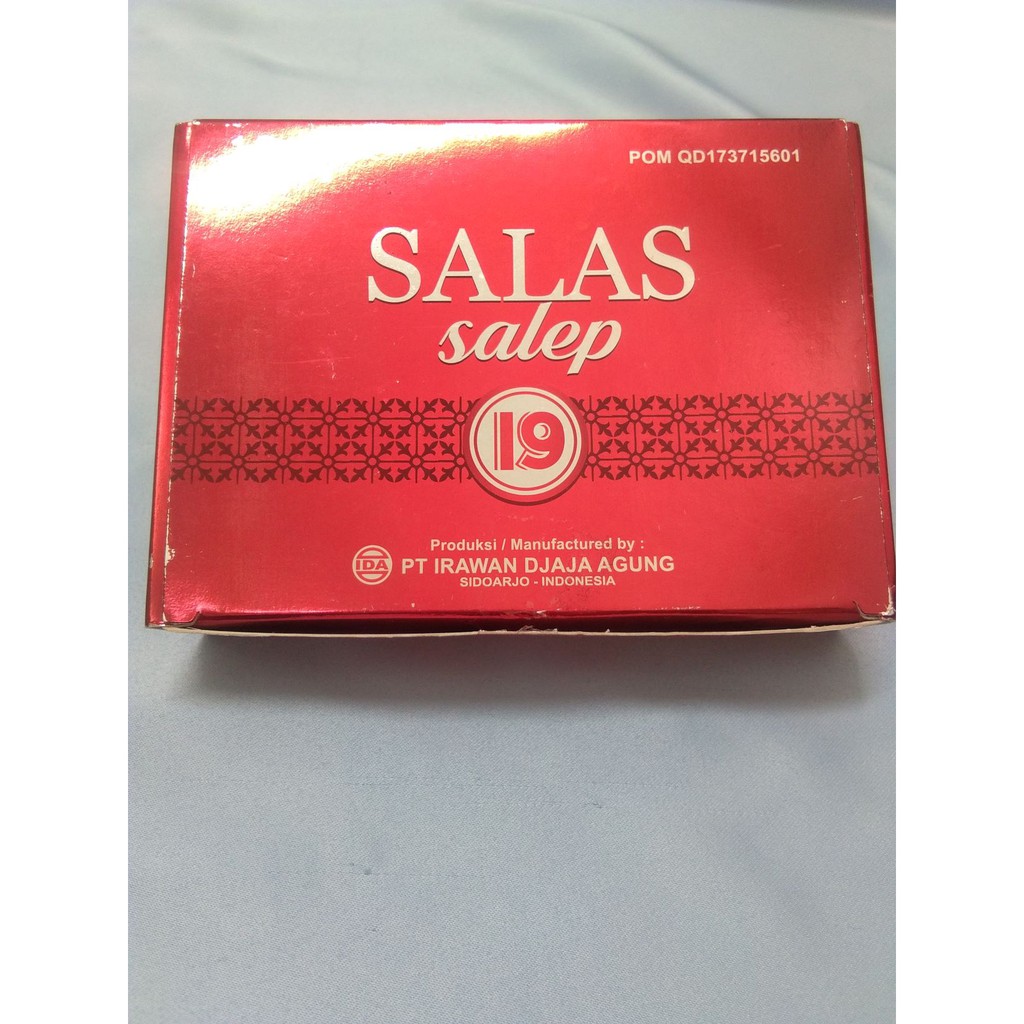 POM QD173715601
SALAS
salep
19
Produksi / Manufactured by :
IDA PT IRAWAN DJAJA AGUNG
SIDOARJO - INDONESIA